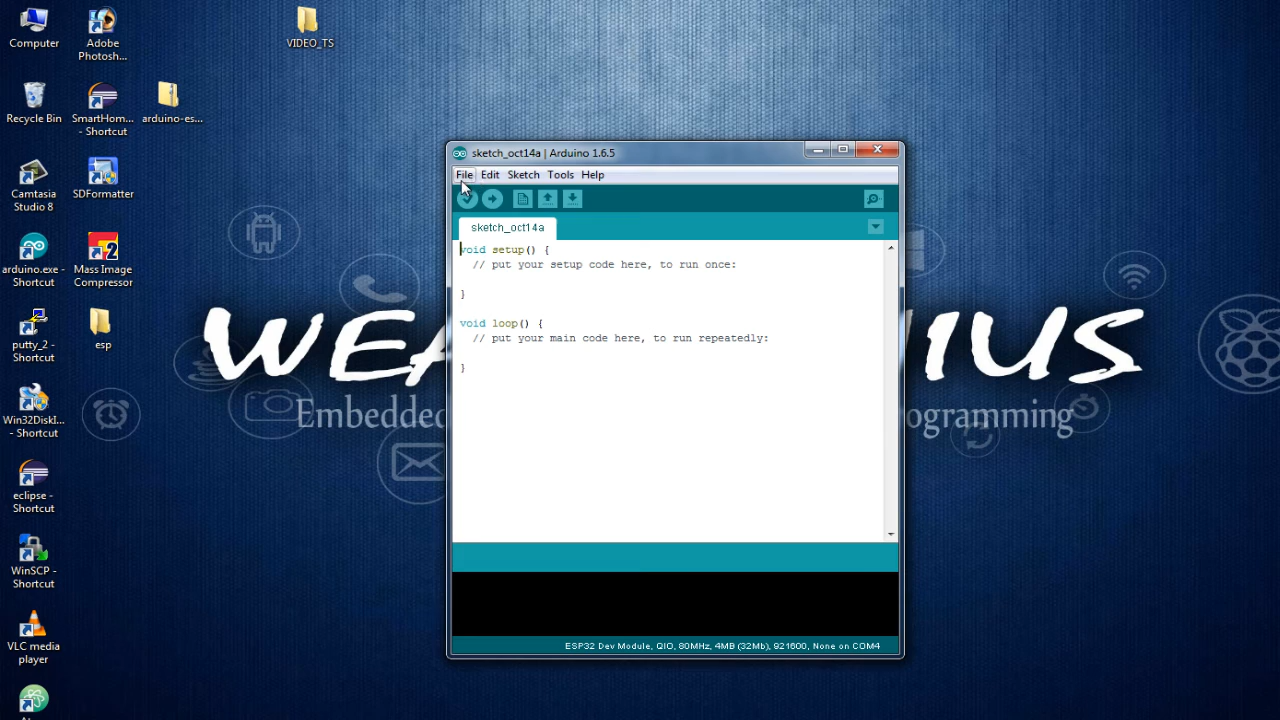 Computer
Adobe
Photosh...
VIDEO_TS
Recycle Bin
SmartHom...
- Shortcut
arduino-es...
Camtasia
Studio 8
SDFormatter
arduino.exe -
Shortcut
Mass Image
Compressor
putty_2 -
Shortcut
esp
Win32DiskI...
- Shortcut
eclipse -
Shortcut
WinSCP -
Shortcut
VLC media
player
sketch_oct14a | Arduino 1.6.5
File Edit Sketch Tools Help
sketch_oct14a
void setup() {
// put your setup code here, to run once:
}
void loop() {
// put your main code here, to run repeatedly:
}
ESP32 Dev Module, QIO, 80MHz, 4MB (32Mb), 921600, None on COM4
Embedded